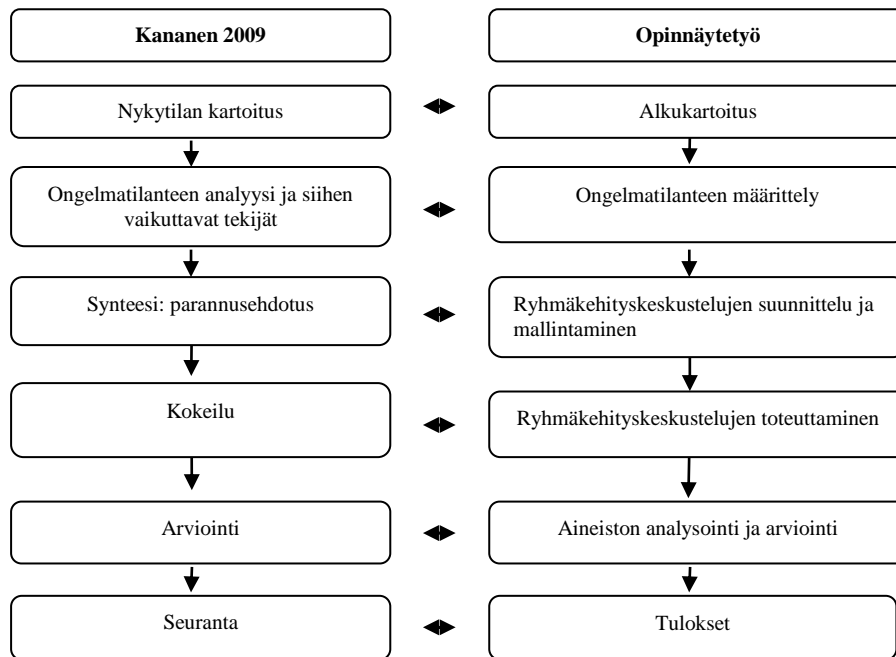 Kananen 2009
Opinnäytetyö
Nykytilan kartoitus
Alkukartoitus
Ongelmatilanteen analyysi ja siihen
vaikuttavat tekijät
Ongelmatilanteen määrittely
Synteesi: parannusehdotus
Ryhmäkehityskeskustelujen suunnittelu ja
mallintaminen
Kokeilu
Ryhmäkehityskeskustelujen toteuttaminen
Arviointi
Aineiston analysointi ja arviointi
Seuranta
Tulokset